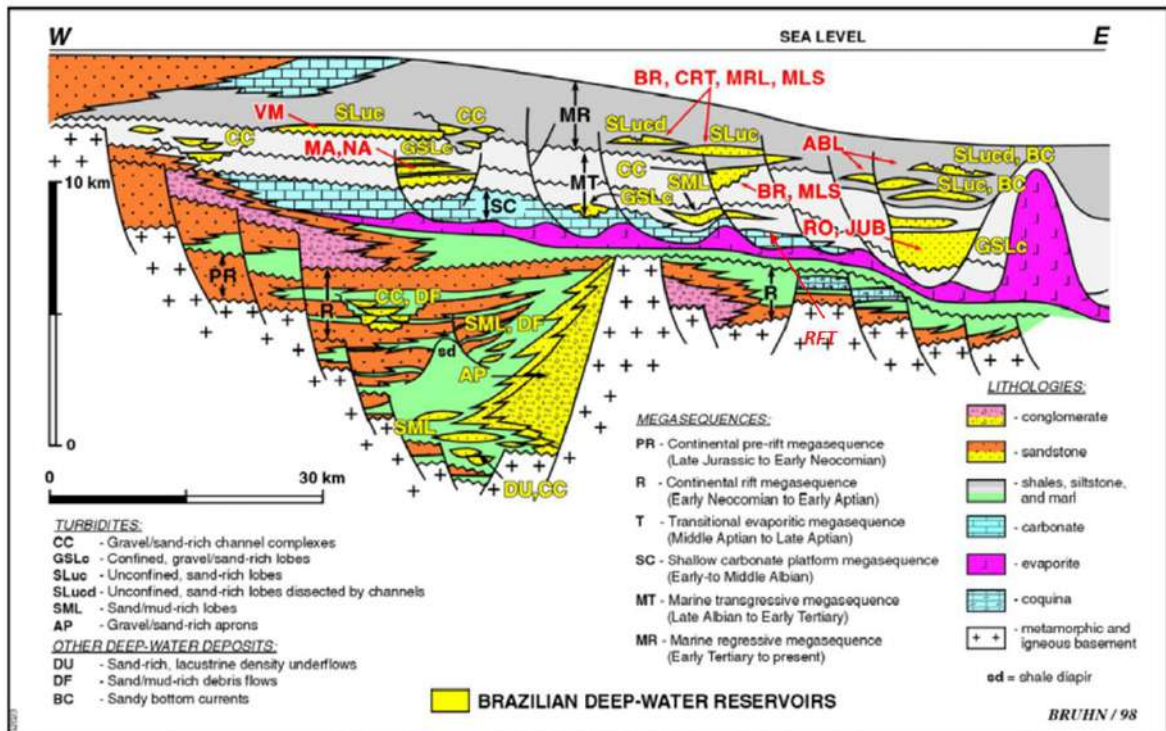 W
SEA LEVEL
E
BR, CRT, MRL, MLS
VM
SLuc
CC
MR
SLucd
SLuc
CC
MA,NA
GSLc
CC
ABL
SLucd, BC
SLuc, BC
MT
GSLc
SML
BR, MLS
10 km
SC
RO, JUB
GSLc
PR
R
CC, DF
R
SML, DF
RFT
sd
AP
SML
0
DU,CC
0
30 km
TURBIDITES:
CC - Gravel/sand-rich channel complexes
GSLc - Confined, gravel/sand-rich lobes
SLuc - Unconfined, sand-rich lobes
SLucd - Unconfined, sand-rich lobes dissected by channels
SML - Sand/mud-rich lobes
AP - Gravel/sand-rich aprons
OTHER DEEP-WATER DEPOSITS:
DU - Sand-rich, lacustrine density underflows
DF - Sand/mud-rich debris flows
BC - Sandy bottom currents
MEGASEQUENCES:
PR - Continental pre-rift megasequence
(Late Jurassic to Early Neocomian)
R - Continental rift megasequence
(Early Neocomian to Early Aptian)
T - Transitional evaporitic megasequence
(Middle Aptian to Late Aptian)
SC - Shallow carbonate platform megasequence
(Early-to Middle Albian)
MT - Marine transgressive megasequence
(Late Albian to Early Tertiary)
MR - Marine regressive megasequence
(Early Tertiary to present)
LITHOLOGIES:
- conglomerate
- sandstone
- shales, siltstone,
and marl
- carbonate
- evaporite
- coquina
- metamorphic and
igneous basement
sd = shale diapir
BRAZILIAN DEEP-WATER RESERVOIRS
BRUHN / 98